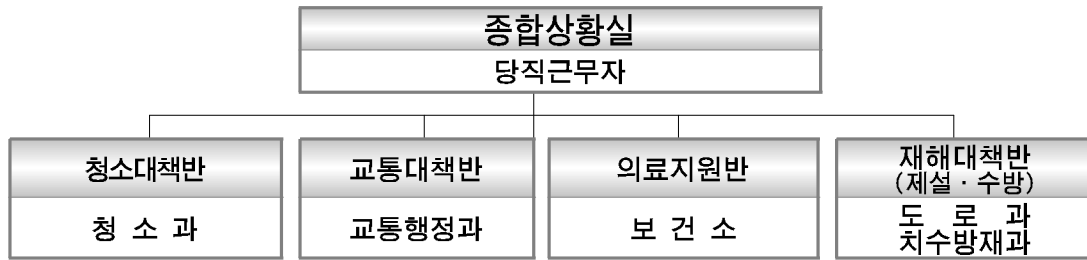 종합상황실
당직근무자
청소대책반
청 소 과
교통대책반
교통행정과
의료지원반
보 건 소
재해대책반
(제설 · 수방)
도 로 과
치수방재과